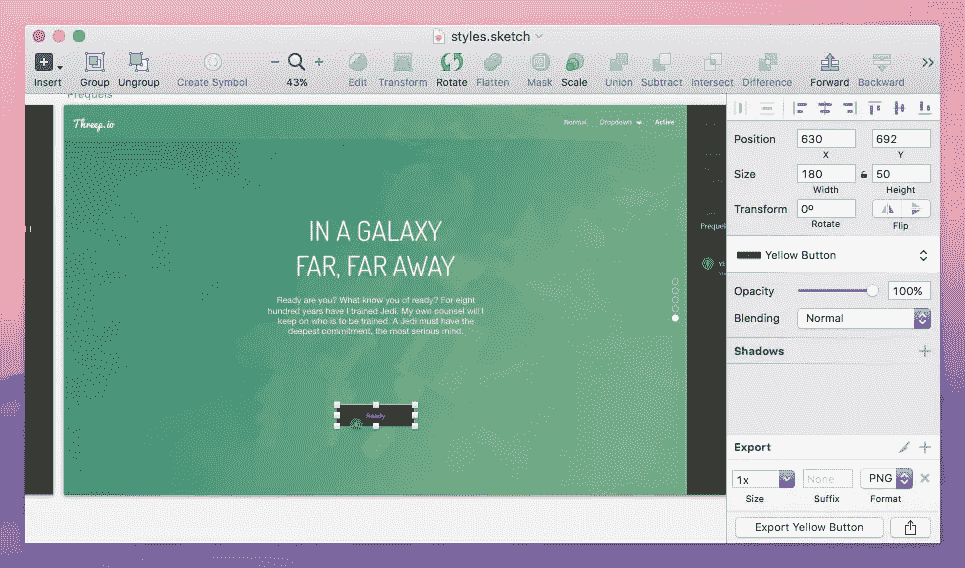 styles.sketch
Insert Group Ungroup Create Symbol 43% Edit Transform Rotate Flatten Mask Scale Union Subtract Intersect Difference Forward Backward
Prequels
Threep.io
Normal Dropdown Active
IN A GALAXY
FAR, FAR AWAY
Ready are you? What know you of ready? For eight
hundred years have I trained Jedi. My own counsel will I
keep on who is to be trained. A Jedi must have the
deepest commitment, the most serious mind.
Ready
Prequel
Position 630 692
X Y
Size 180 50
Width Height
Transform 0º
Rotate Flip
Yellow Button
Opacity 100%
Blending Normal
Shadows
Export
1x None PNG
Size Suffix Format
Export Yellow Button